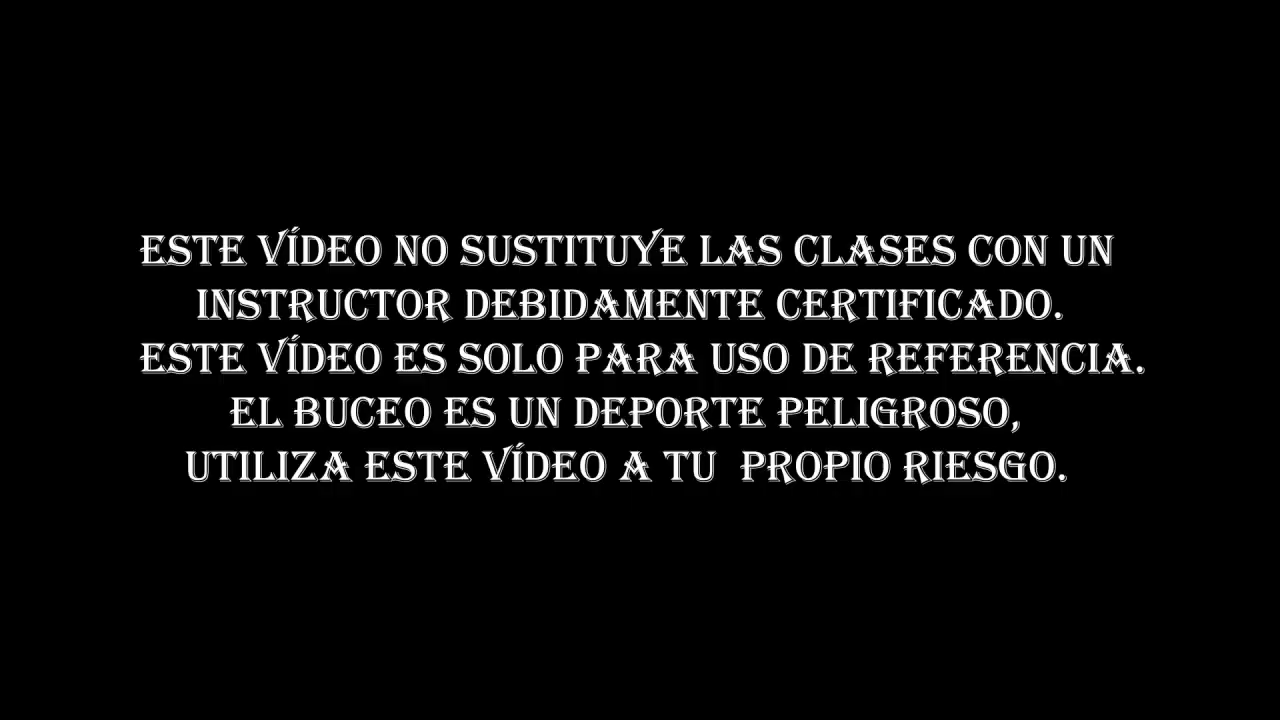 ESTE VÍDEO NO SUSTITUYE LAS CLASES CON UN
INSTRUCTOR DEBIDAMENTE CERTIFICADO.
ESTE VÍDEO ES SOLO PARA USO DE REFERENCIA.
EL BUCEO ES UN DEPORTE PELIGROSO,
UTILIZA ESTE VÍDEO A TU  PROPIO RIESGO.